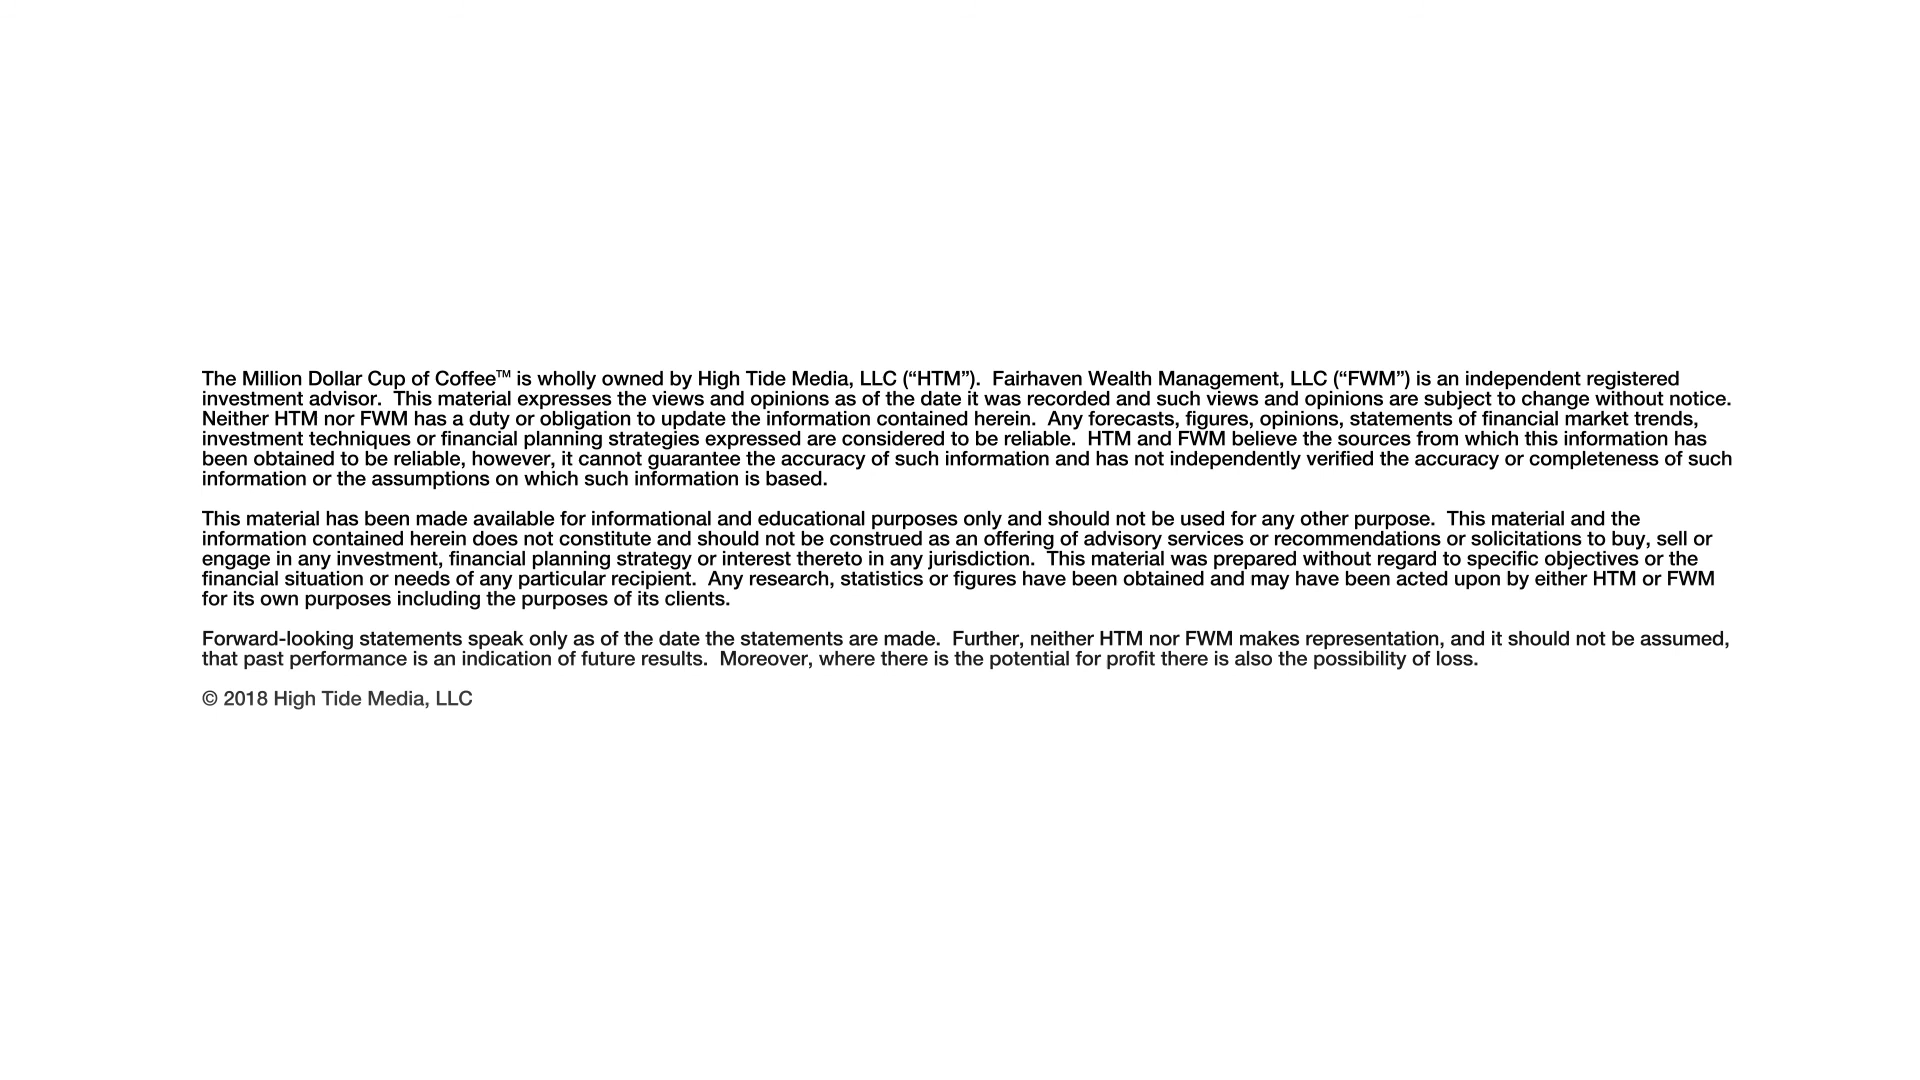 The Million Dollar Cup of Coffee™ is wholly owned by High Tide Media, LLC (“HTM”).  Fairhaven Wealth Management, LLC (“FWM”) is an independent registered
investment advisor.  This material expresses the views and opinions as of the date it was recorded and such views and opinions are subject to change without notice.
Neither HTM nor FWM has a duty or obligation to update the information contained herein.  Any forecasts, figures, opinions, statements of financial market trends,
investment techniques or financial planning strategies expressed are considered to be reliable.  HTM and FWM believe the sources from which this information has
been obtained to be reliable, however, it cannot guarantee the accuracy of such information and has not independently verified the accuracy or completeness of such
information or the assumptions on which such information is based.

This material has been made available for informational and educational purposes only and should not be used for any other purpose.  This material and the
information contained herein does not constitute and should not be construed as an offering of advisory services or recommendations or solicitations to buy, sell or
engage in any investment, financial planning strategy or interest thereto in any jurisdiction.  This material was prepared without regard to specific objectives or the
financial situation or needs of any particular recipient.  Any research, statistics or figures have been obtained and may have been acted upon by either HTM or FWM
for its own purposes including the purposes of its clients.

Forward-looking statements speak only as of the date the statements are made.  Further, neither HTM nor FWM makes representation, and it should not be assumed,
that past performance is an indication of future results.  Moreover, where there is the potential for profit there is also the possibility of loss.

© 2018 High Tide Media, LLC